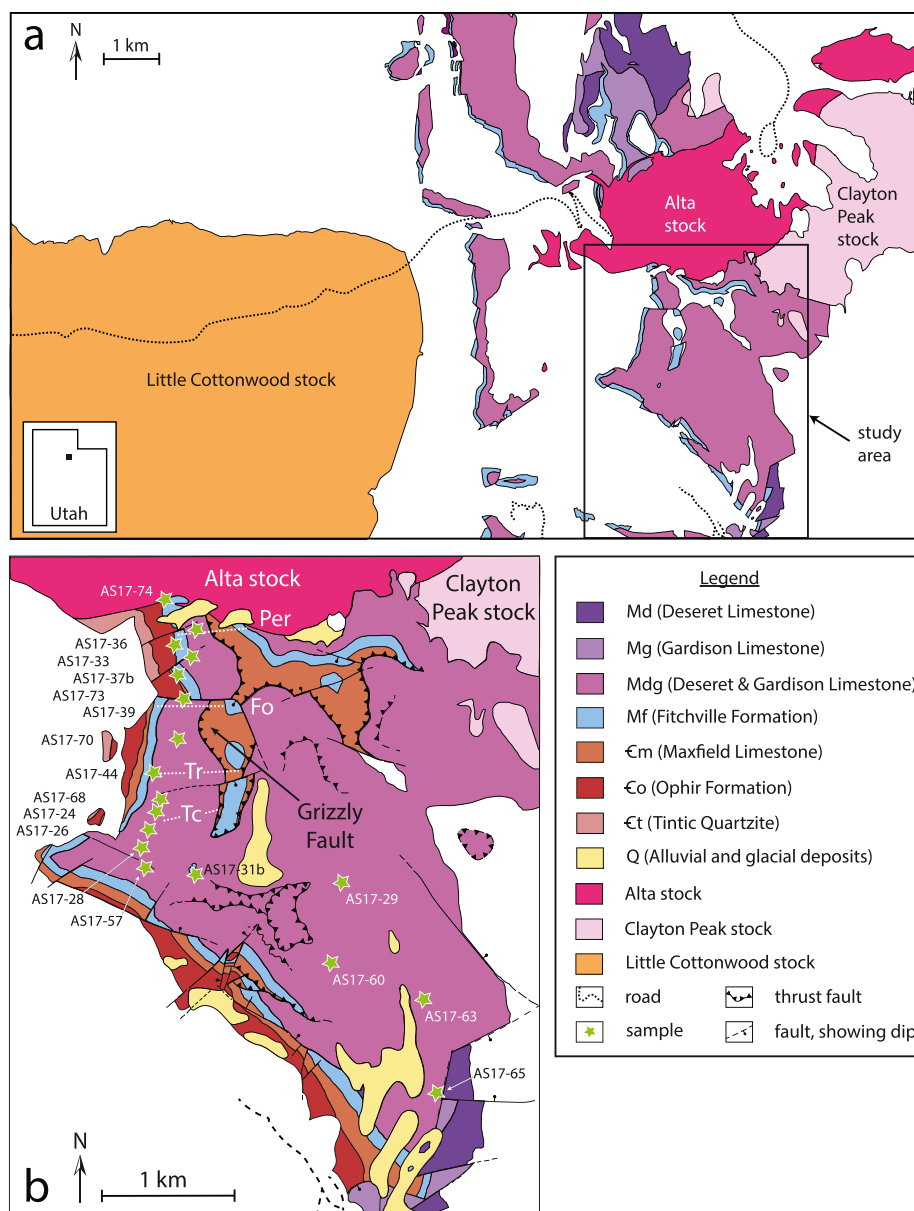 a
N
1 km
Alta
stock
Clayton
Peak
stock
Little Cottonwood stock
study
area
Utah
Alta stock
Clayton
Peak stock
AS17-74
Per
AS17-36
AS17-33
AS17-37b
AS17-73
AS17-39
Fo
AS17-70
AS17-44
Tr
AS17-68
AS17-24
Tc
AS17-26
Grizzly
Fault
AS17-31b
AS17-28
AS17-29
AS17-57
AS17-60
AS17-63
AS17-65
N
1 km
b
Legend
Md (Deseret Limestone)
Mg (Gardison Limestone)
Mdg (Deseret & Gardison Limestone)
Mf (Fitchville Formation)
Єm (Maxfield Limestone)
Єo (Ophir Formation)
Єt (Tintic Quartzite)
Q (Alluvial and glacial deposits)
Alta stock
Clayton Peak stock
Little Cottonwood stock
road
thrust fault
sample
fault, showing dip